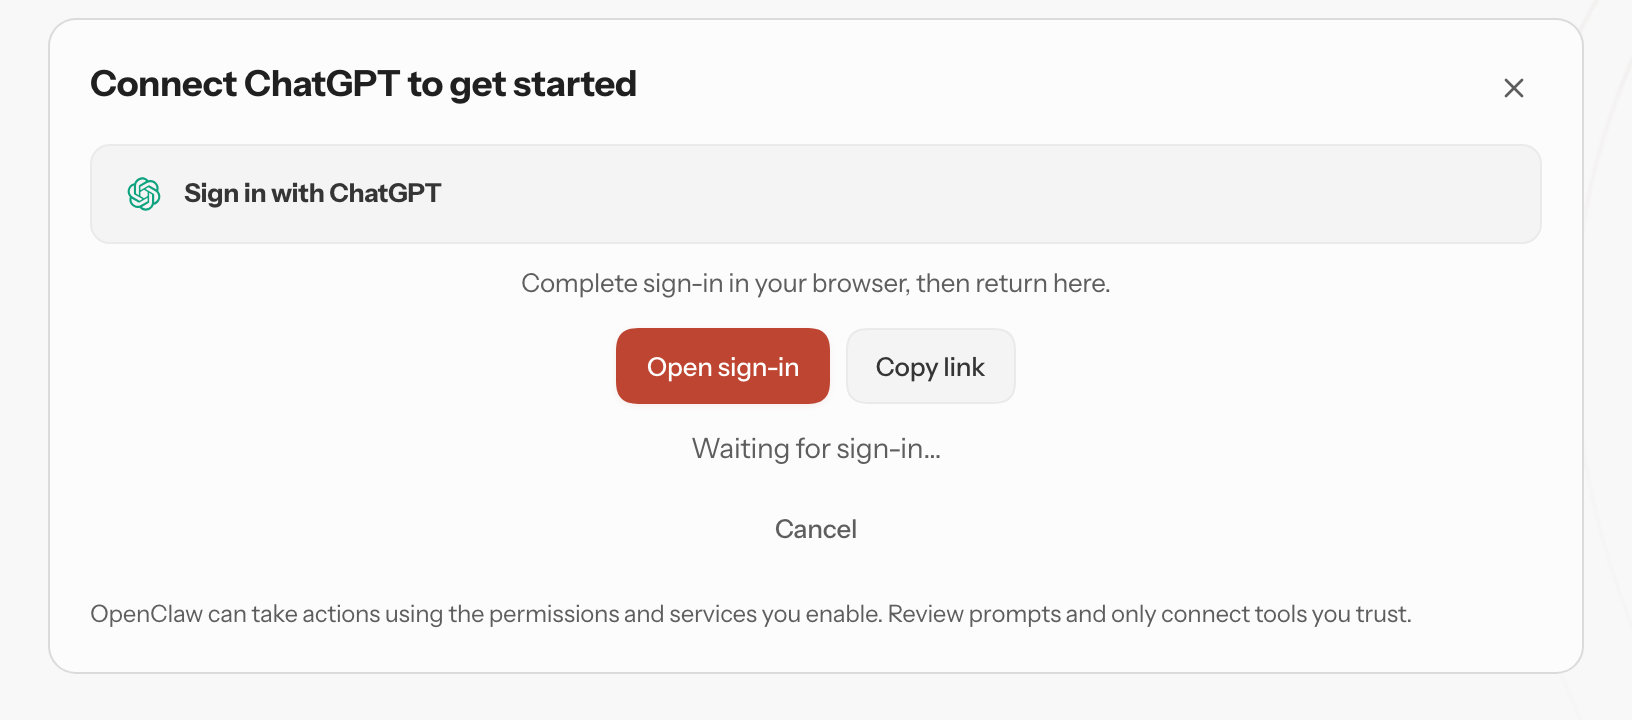 Connect ChatGPT to get started
Sign in with ChatGPT
Complete sign-in in your browser, then return here.
Open sign-in
Copy link
Waiting for sign-in...
Cancel
OpenClaw can take actions using the permissions and services you enable. Review prompts and only connect tools you trust.